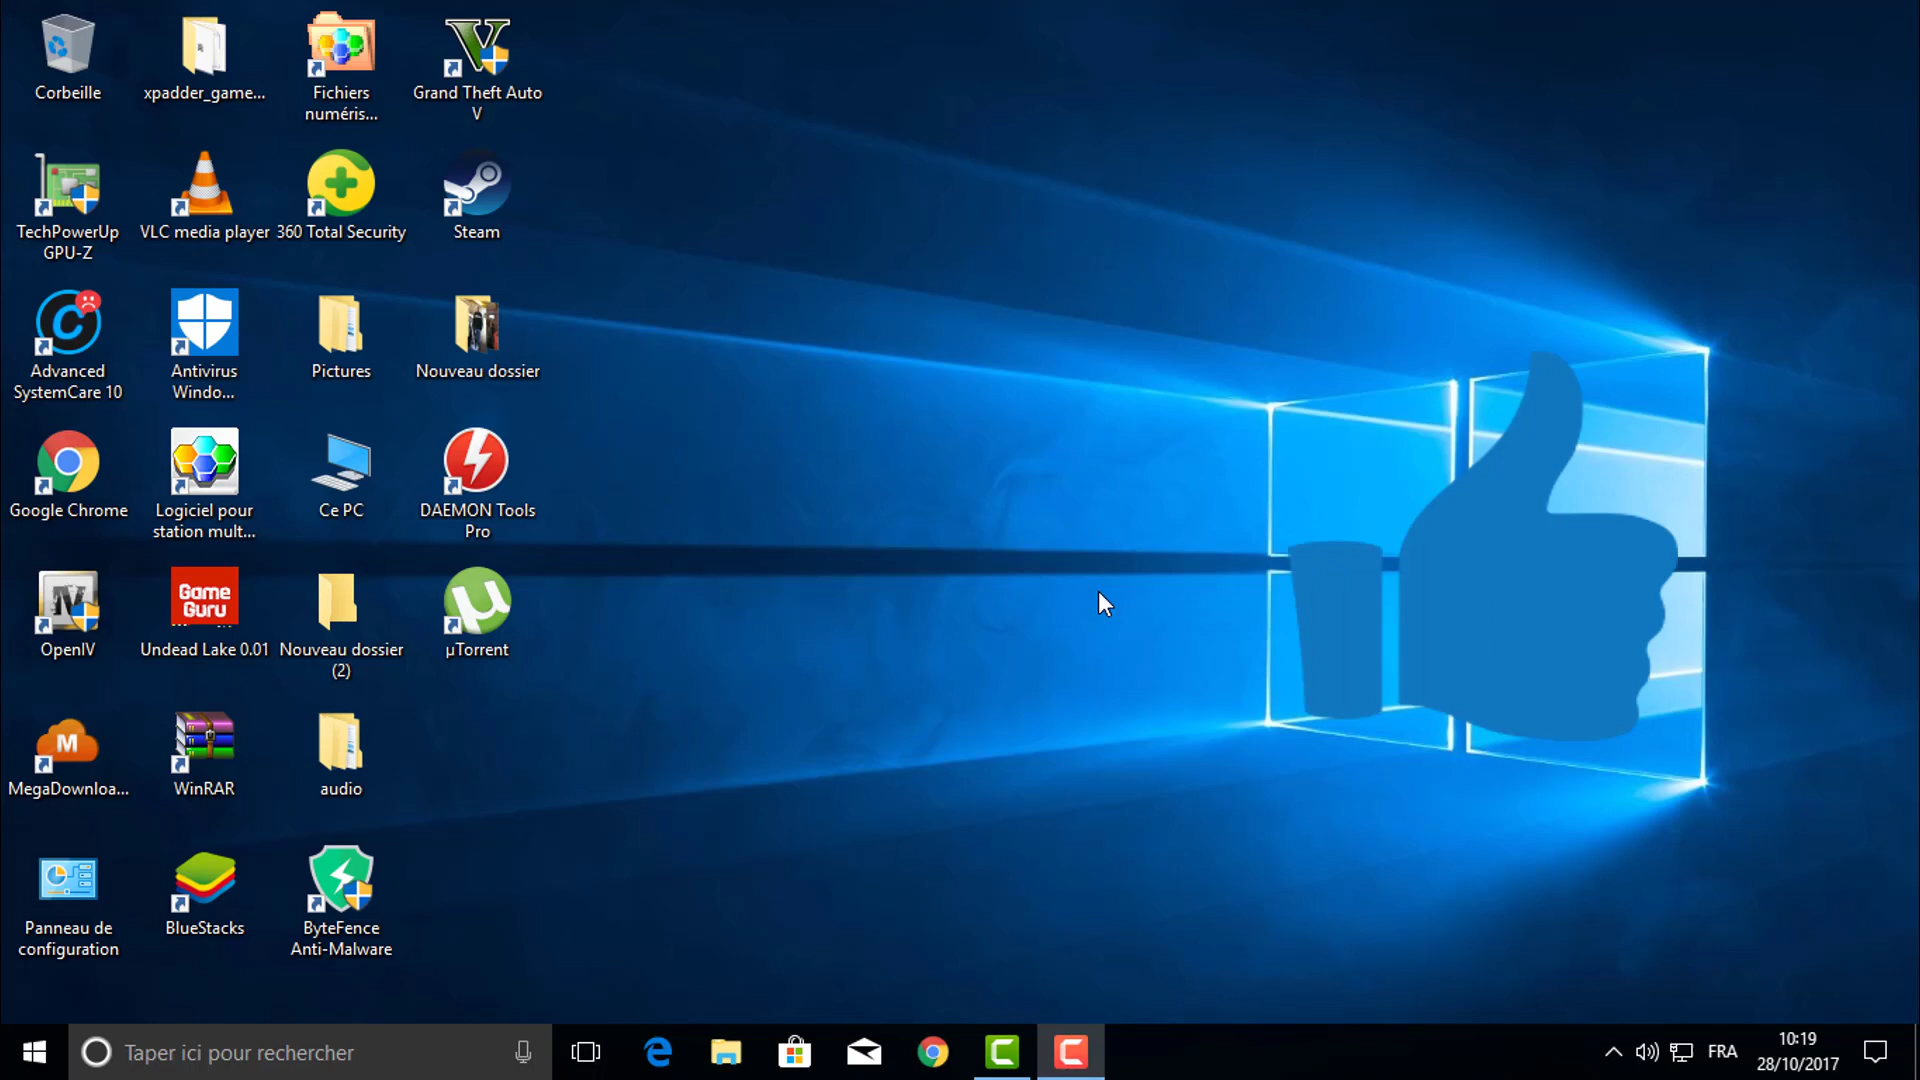 Corbeille
xpadder_game...
Fichiers
numéris...
Grand Theft Auto
V
TechPowerUp
GPU-Z
VLC media player
360 Total Security
Steam
Advanced
SystemCare 10
Antivirus
Windo...
Pictures
Nouveau dossier
Google Chrome
Logiciel pour
station mult...
Ce PC
DAEMON Tools
Pro
OpenIV
Game
Guru
Undead Lake 0.01
Nouveau dossier
(2)
µTorrent
M
MegaDownloa...
WinRAR
audio
Panneau de
configuration
BlueStacks
ByteFence
Anti-Malware
Taper ici pour rechercher
FRA
10:19
28/10/2017